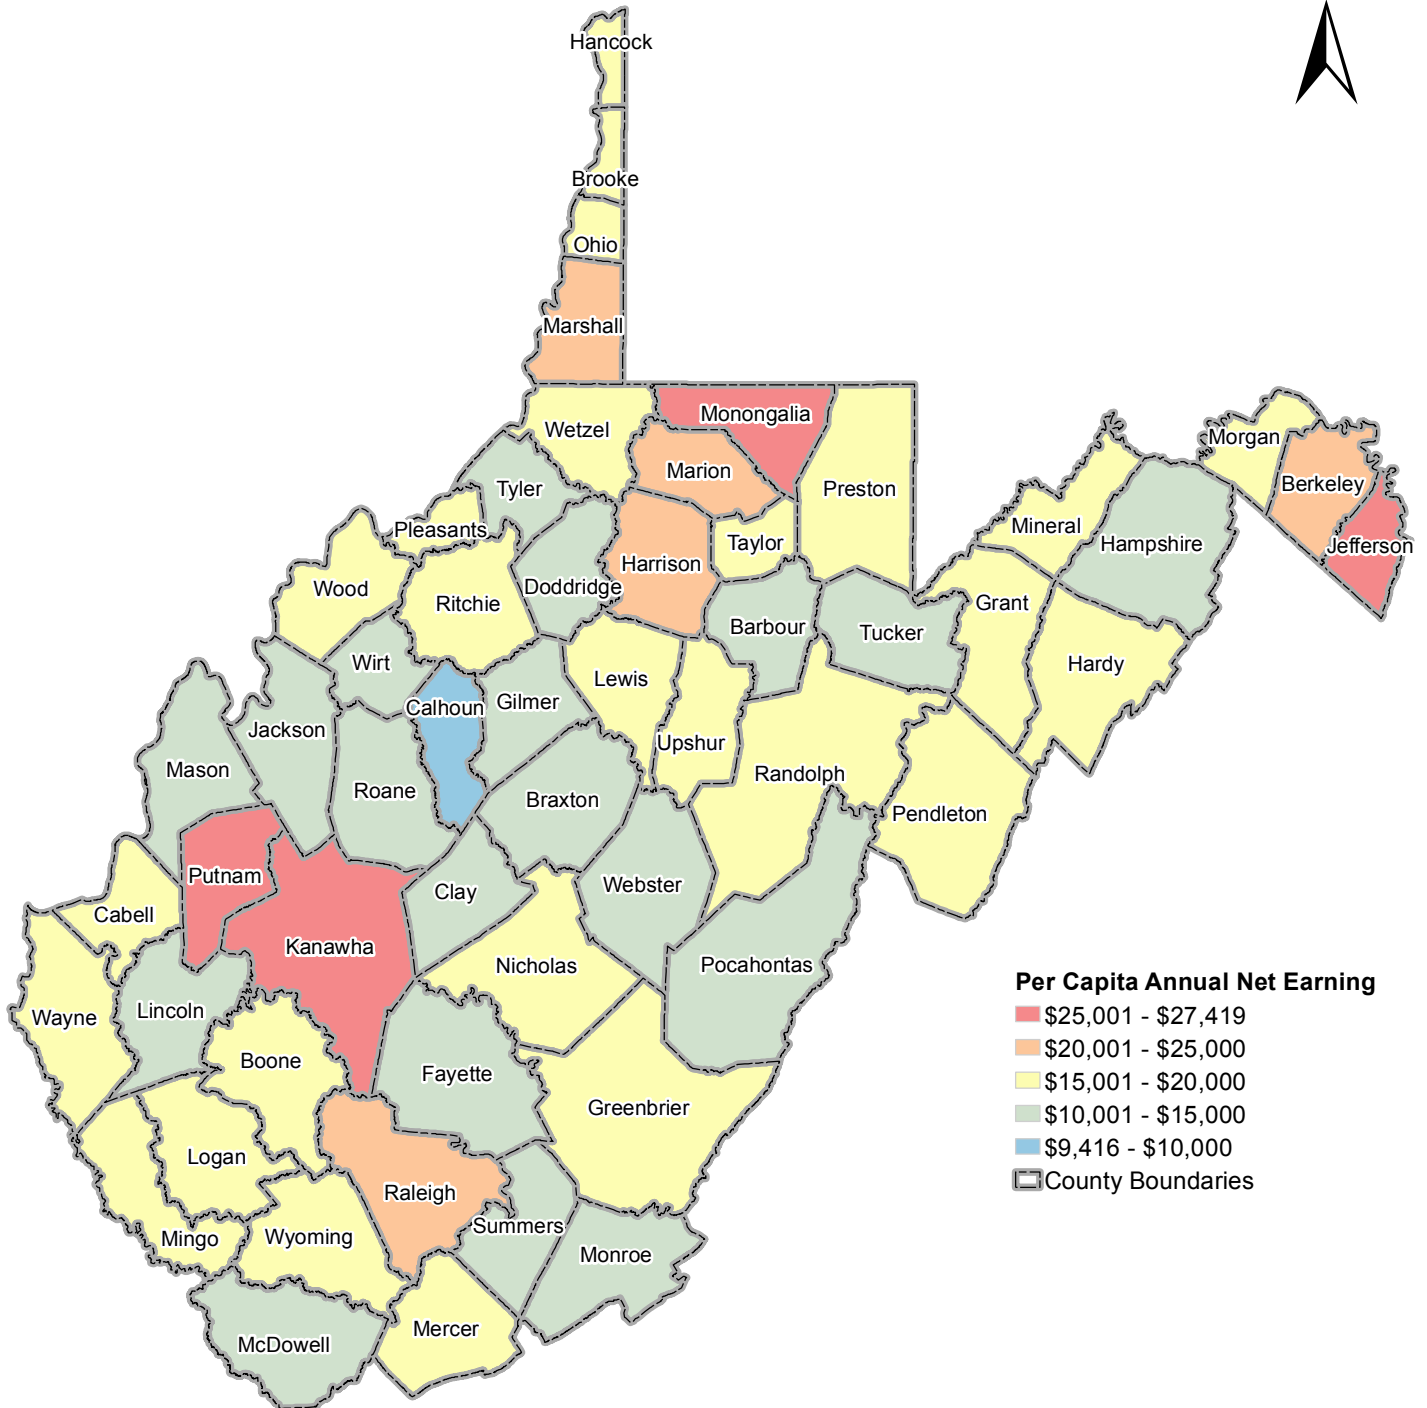 Hancock
Brooke
Ohio
Marshall
Monongalia
Wetzel
Morgan
Marion
Berkeley
Tyler
Preston
Mineral
Pleasants
Taylor
Hampshire
Jefferson
Harrison
Doddridge
Wood
Ritchie
Grant
Barbour
Tucker
Wirt
Hardy
Lewis
Gilmer
Calhoun
Jackson
Upshur
Mason
Randolph
Roane
Braxton
Pendleton
Putnam
Webster
Clay
Cabell
Kanawha
Nicholas
Pocahontas
Per Capita Annual Net Earning
$25,001 - $27,419
$20,001 - $25,000
$15,001 - $20,000
$10,001 - $15,000
$9,416 - $10,000
County Boundaries
Lincoln
Wayne
Boone
Fayette
Greenbrier
Logan
Raleigh
Summers
Mingo
Wyoming
Monroe
Mercer
McDowell